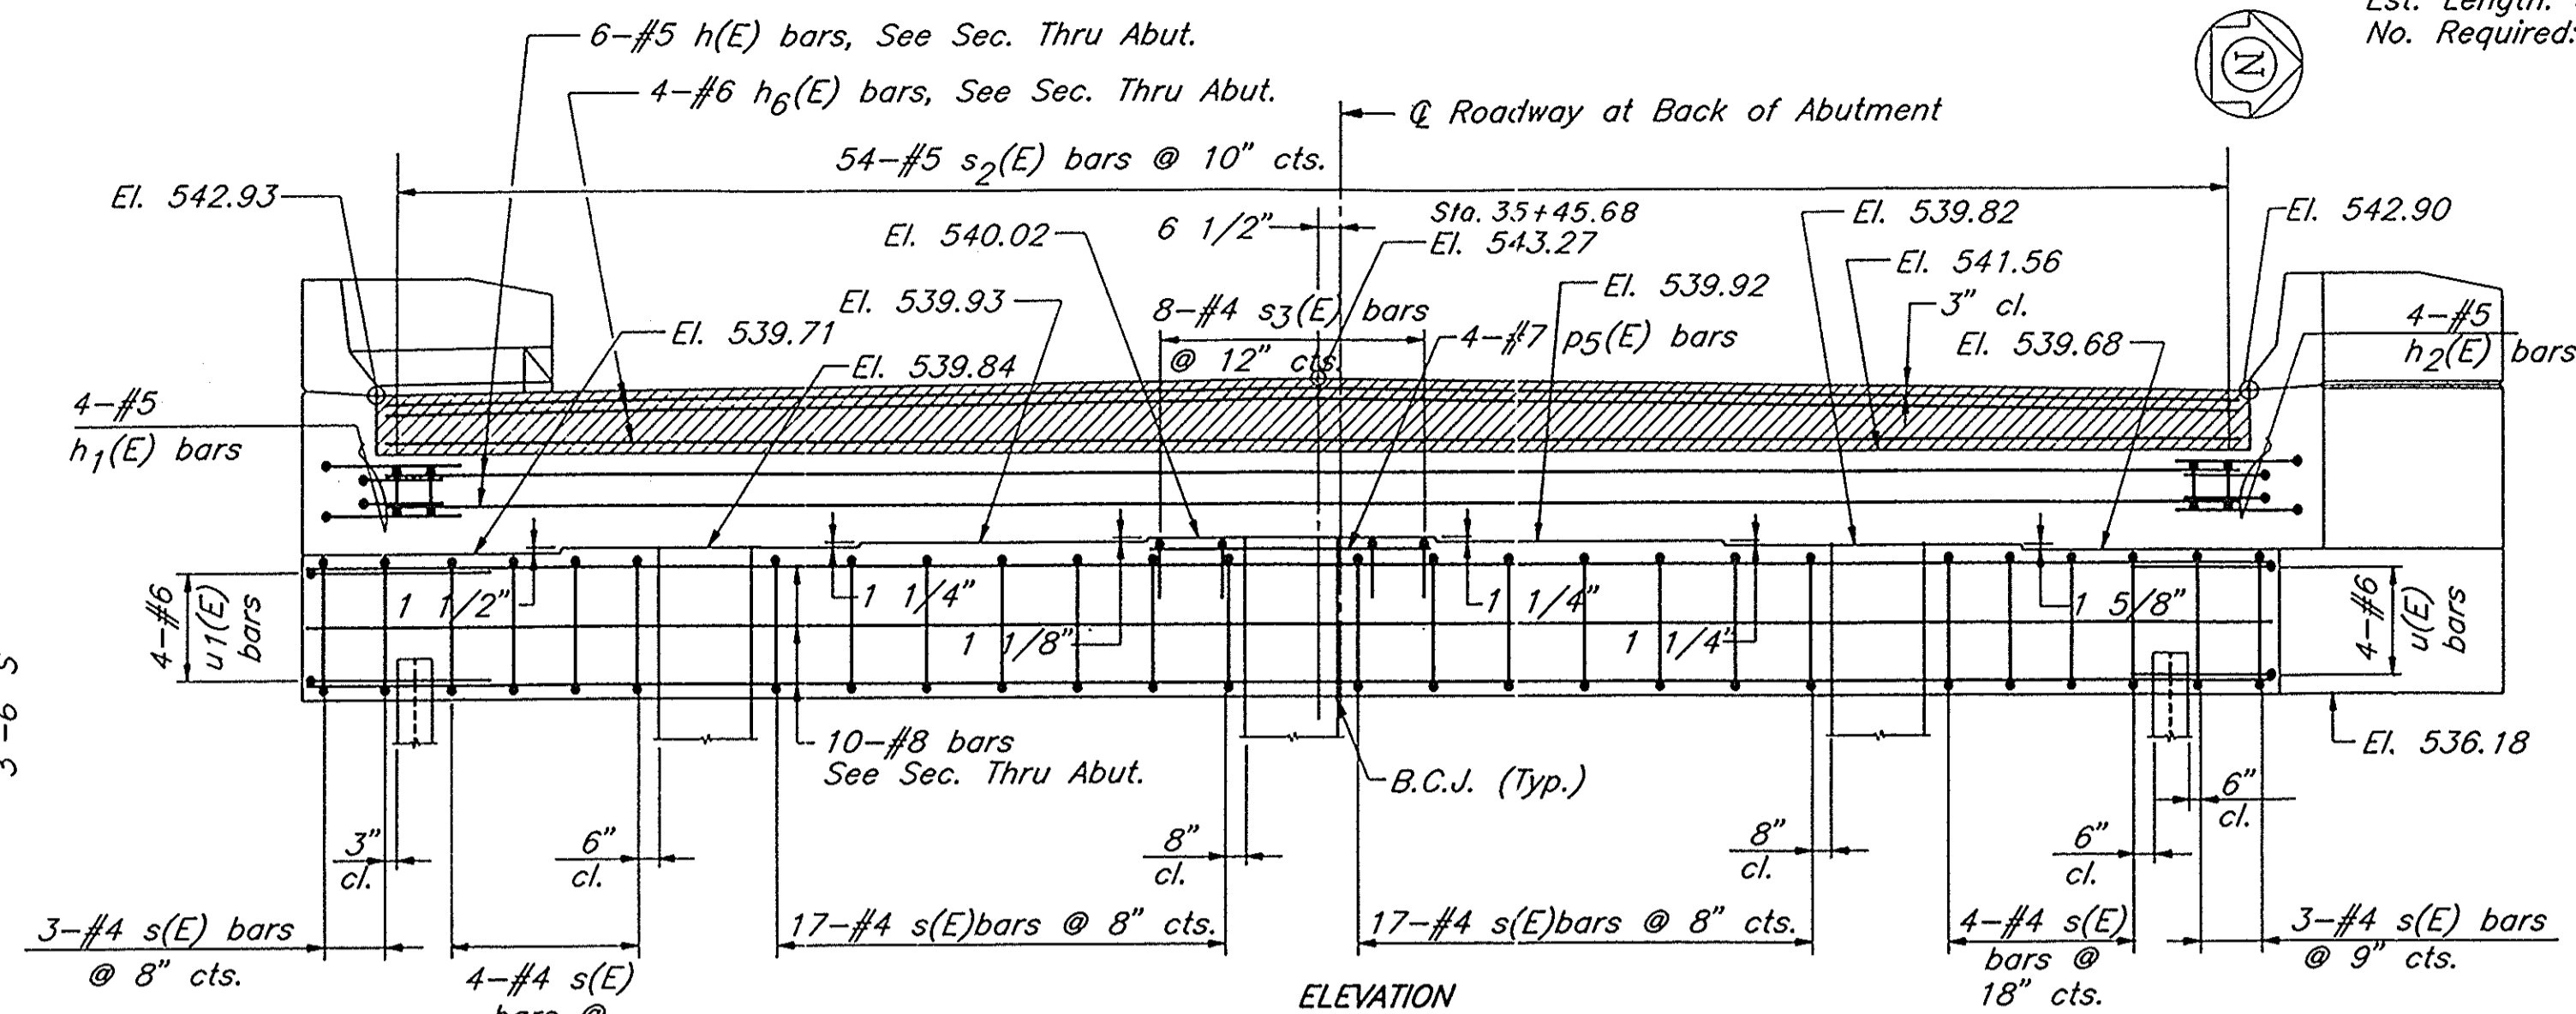 Est. Length:
No. Required:
N
6-#5 h(E) bars, See Sec. Thru Abut.
4-#6 h6(E) bars, See Sec. Thru Abut.
℄ Roadway at Back of Abutment
54-#5 s2(E) bars @ 10" cts.
El. 542.93
El. 540.02
6 1/2"
Sta. 35+45.68
El. 543.27
El. 539.82
El. 542.90
El. 541.56
El. 539.93
El. 539.92
8-#4 s3(E) bars
@ 12" cts.
3" cl.
El. 539.71
4-#7 p5(E) bars
El. 539.68
4-#5
h2(E) bars
El. 539.84
4-#5
h1(E) bars
4-#6
u1(E)
bars
1 1/2"
1 1/4"
1 1/8"
1 1/4"
1 1/4"
1 5/8"
4-#6
u(E)
bars
3-6 S
10-#8 bars
See Sec. Thru Abut.
B.C.J. (Typ.)
El. 536.18
3"
cl.
6"
cl.
8"
cl.
8"
cl.
6"
cl.
6"
cl.
3-#4 s(E) bars
@ 8" cts.
4-#4 s(E)
bars @
17-#4 s(E)bars @ 8" cts.
17-#4 s(E)bars @ 8" cts.
4-#4 s(E)
bars @
18" cts.
3-#4 s(E) bars
@ 9" cts.
ELEVATION